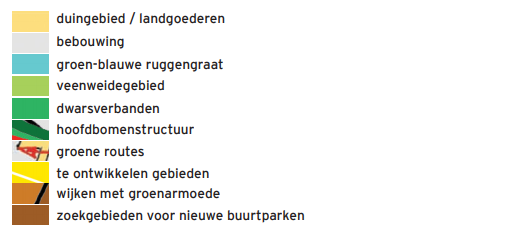 duingebied / landgoederen
bebouwing
groen-blauwe ruggengraat
veenweidegebied
dwarsverbanden
hoofdbomenstructuur
groene routes
te ontwikkelen gebieden
wijken met groenarmoede
zoekgebieden voor nieuwe buurtparken